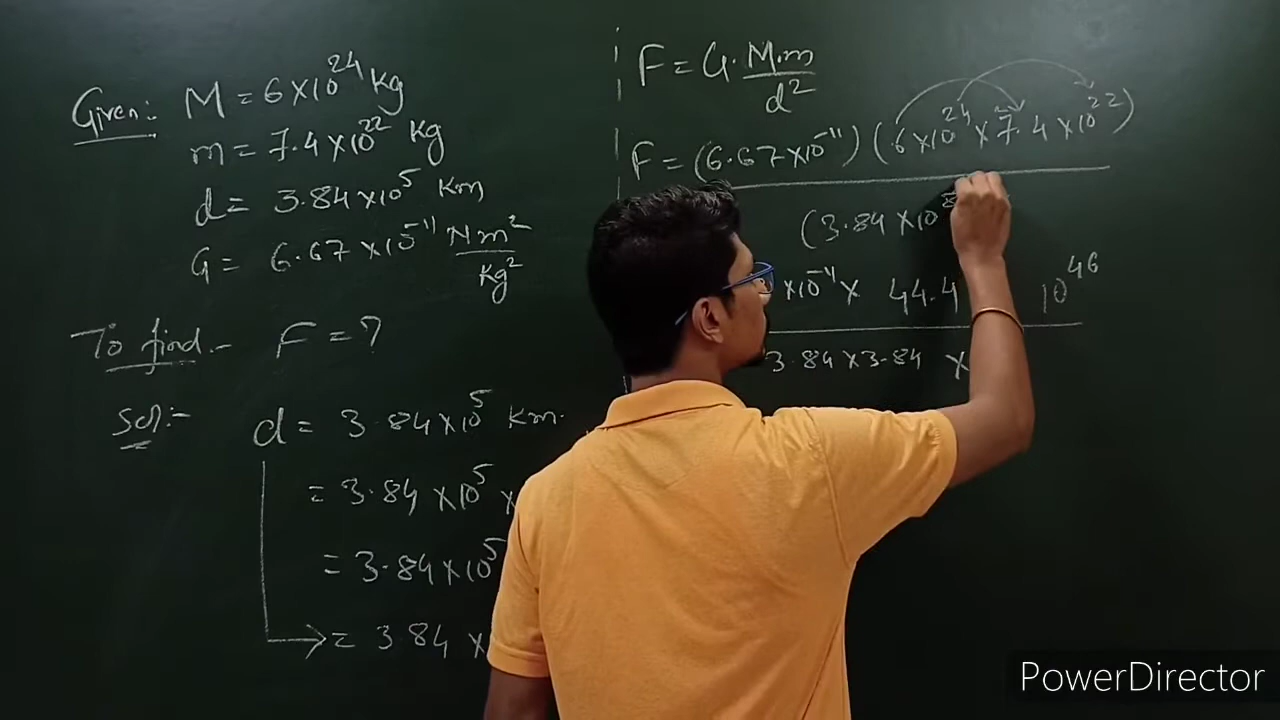 Given:- M = 6×10²⁴ Kg
m = 7.4×10²² Kg
d = 3.84×10⁵ Km
G = 6.67×10⁻¹¹ Nm²/Kg²
To find:- F = ?
Sol:- d = 3.84×10⁵ Km.
= 3.84 ×10⁵ ×
= 3.84×10⁵
= 3.84 ×
F = G. M.m/d²
F = (6.67×10⁻¹¹) (6×10²⁴ × 7.4×10²²)
(3.84×10⁸
×10⁻¹¹ × 44.4 10⁴⁶
3.84×3.84 ×
PowerDirector